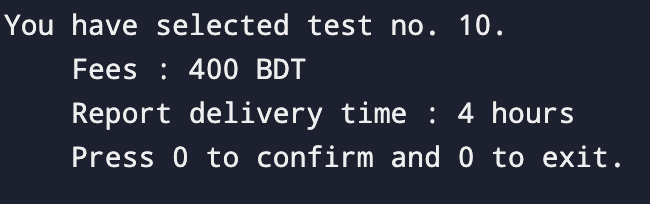 You have selected test no. 10.
Fees : 400 BDT
Report delivery time : 4 hours
Press 0 to confirm and 0 to exit.